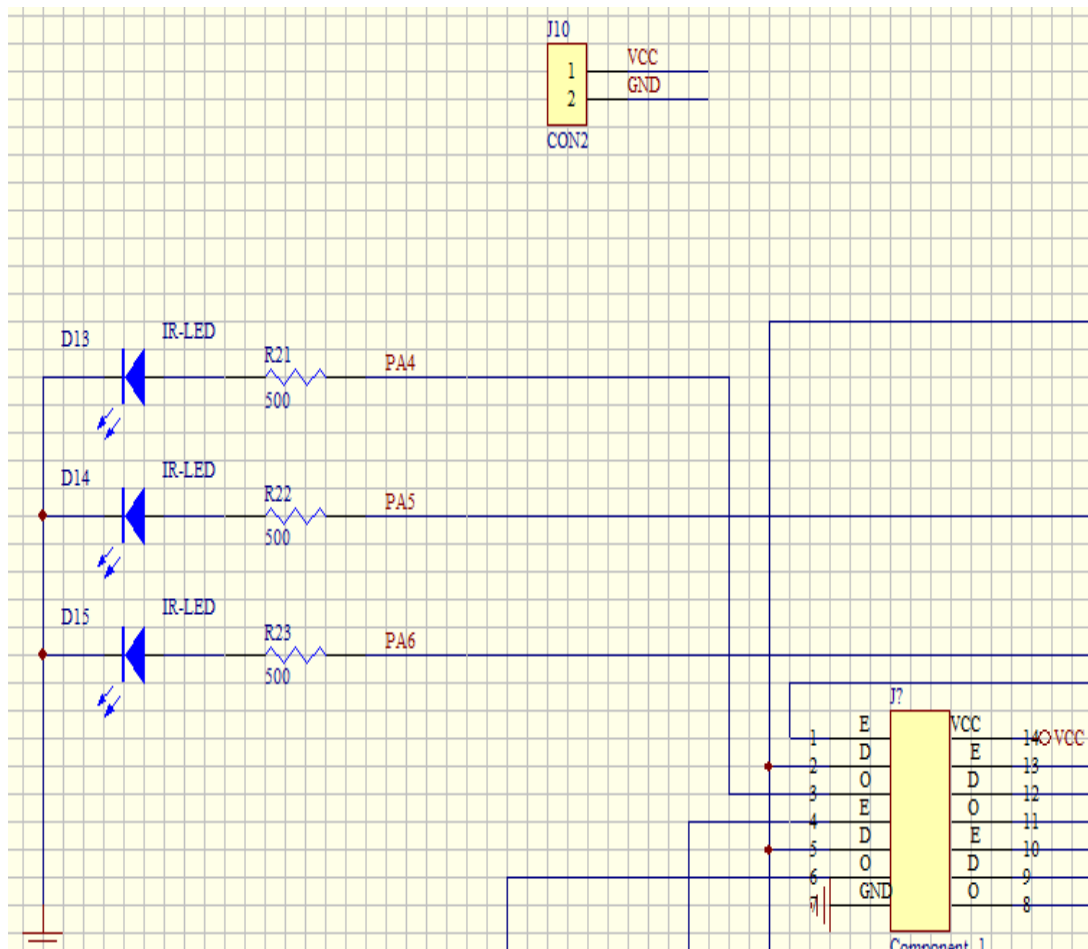 J10
1 VCC
2 GND
CON2
D13 IR-LED
R21 PA4
500
D14 IR-LED
R22 PA5
500
D15 IR-LED
R23 PA6
500
J?
1 E VCC 14 VCC
2 D E 13
3 O D 12
4 E O 11
5 D E 10
6 O D 9
7 GND O 8
Component_1